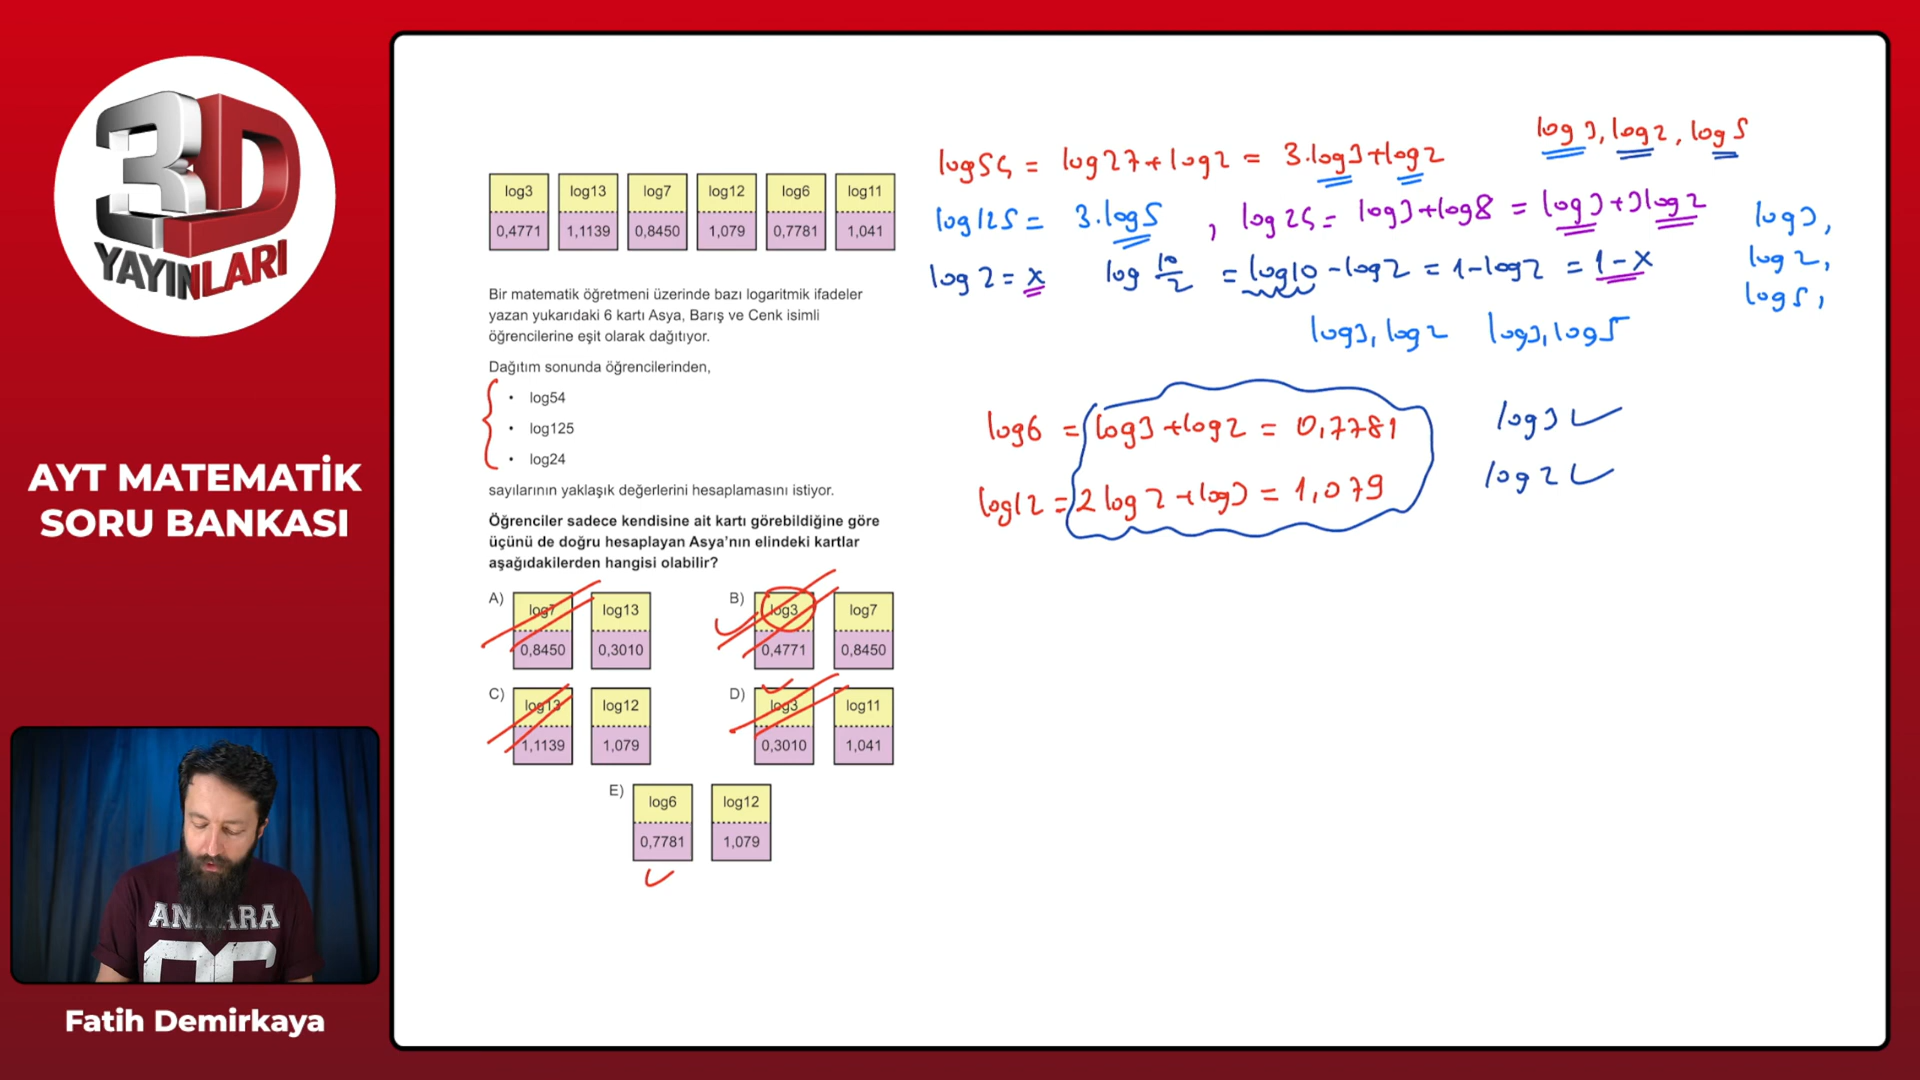 3D
YAYINLARI
AYT MATEMATİK
SORU BANKASI
ANKARA
Fatih Demirkaya
log3 log13 log7 log12 log6 log11
0,4771 1,1139 0,8450 1,079 0,7781 1,041
Bir matematik öğretmeni üzerinde bazı logaritmik ifadeler
yazan yukarıdaki 6 kartı Asya, Barış ve Cenk isimli
öğrencilerine eşit olarak dağıtıyor.
Dağıtım sonunda öğrencilerinden,
• log54
• log125
• log24
sayılarının yaklaşık değerlerini hesaplamasını istiyor.
Öğrenciler sadece kendisine ait kartı görebildiğine göre
üçünü de doğru hesaplayan Asya'nın elindeki kartlar
aşağıdakilerden hangisi olabilir?
A) log7 log13
0,8450 0,3010
B) log3 log7
0,4771 0,8450
C) log13 log12
1,1139 1,079
D) log3 log11
0,3010 1,041
E) log6 log12
0,7781 1,079
log54 = log27+log2 = 3.log3+log2
log3, log2, log5
log125 = 3.log5 , log24 = log3+log8 = log3+3log2
log2 = x log 10/2 = log10 - log2 = 1-log2 = 1-x
log3,
log2,
log5,
log3, log2 log3, log5
log6 = log3+log2 = 0,7781
log12 = 2log2+log3 = 1,079
log3 ✓
log2 ✓